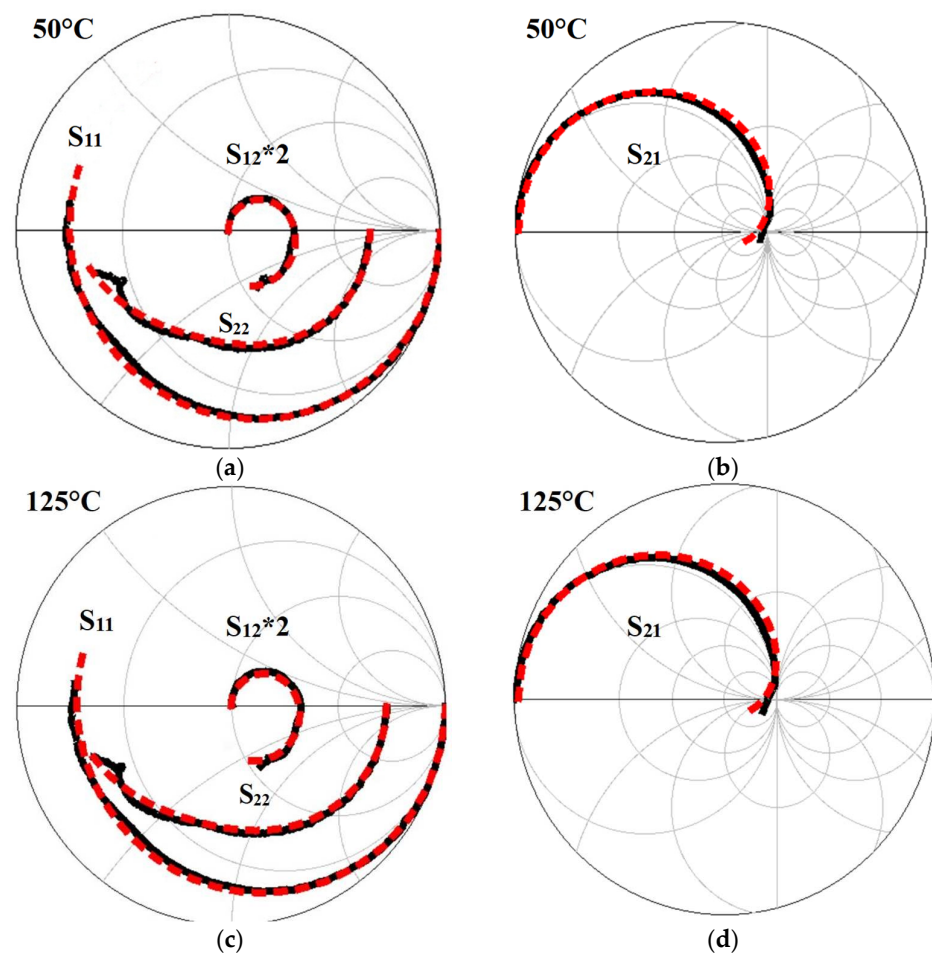 50°C
50°C
S₁₁
S₁₂*2
S₂₁
S₂₂
(a)
(b)
125°C
125°C
S₁₁
S₁₂*2
S₂₁
S₂₂
(c)
(d)